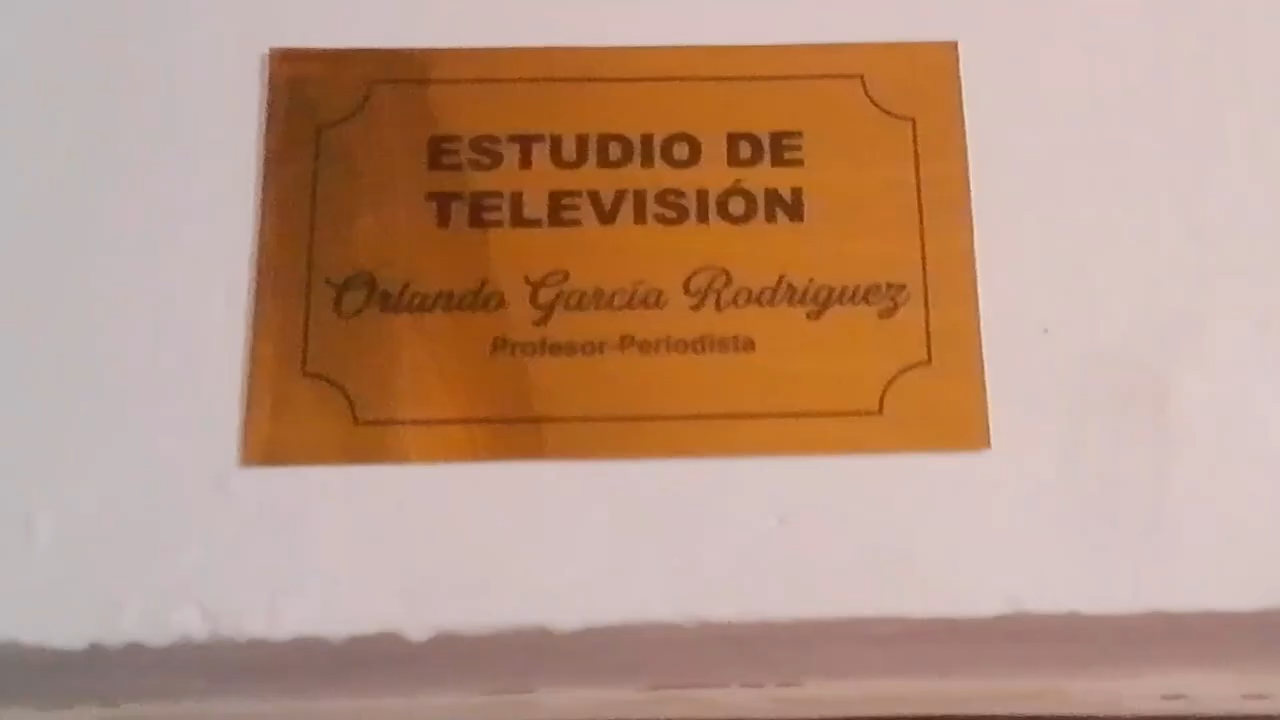 ESTUDIO DE
TELEVISIÓN
Orlando García Rodriguez
Profesor-Periodista